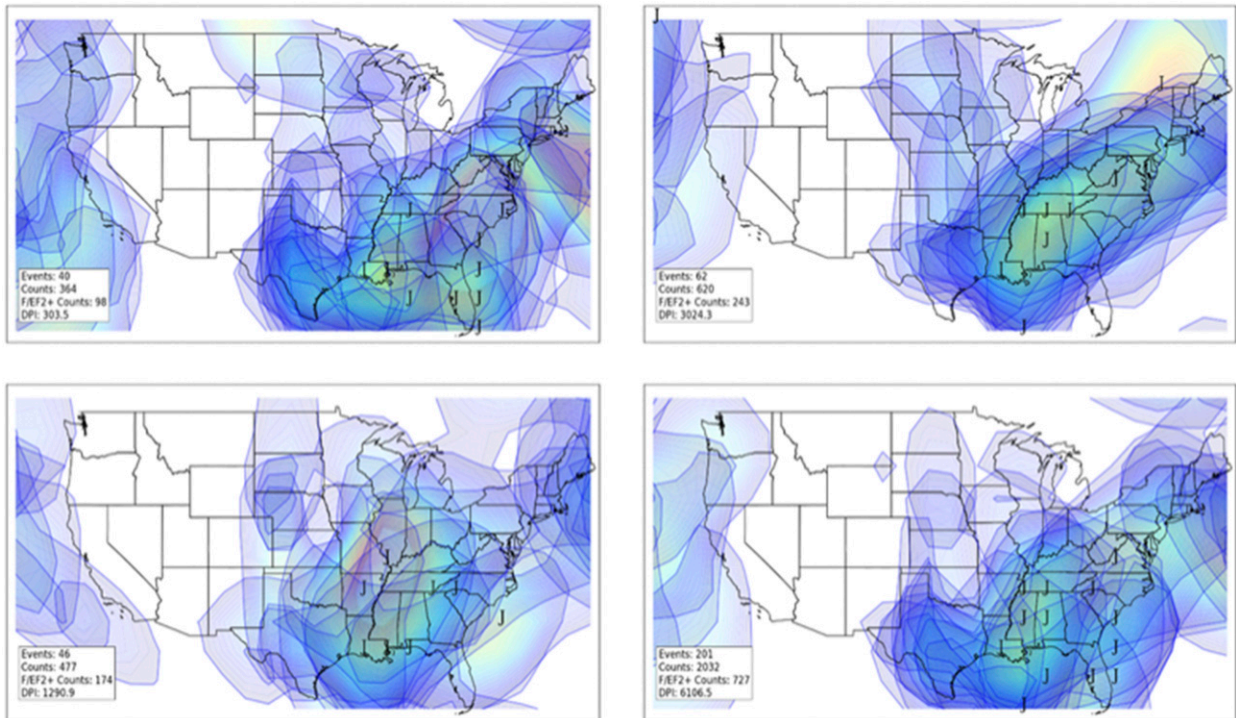 J J
J
J J
J J J
J
Events: 40
Counts: 364
F/EF2+ Counts: 98
DPI: 303.5
J
J
J
J
J J
J
J
J
Events: 62
Counts: 620
F/EF2+ Counts: 243
DPI: 3024.3
J
J J J
J
J J
Events: 46
Counts: 477
F/EF2+ Counts: 174
DPI: 1290.9
J J
J J
J J J
J J J
J
Events: 201
Counts: 2032
F/EF2+ Counts: 727
DPI: 6106.5